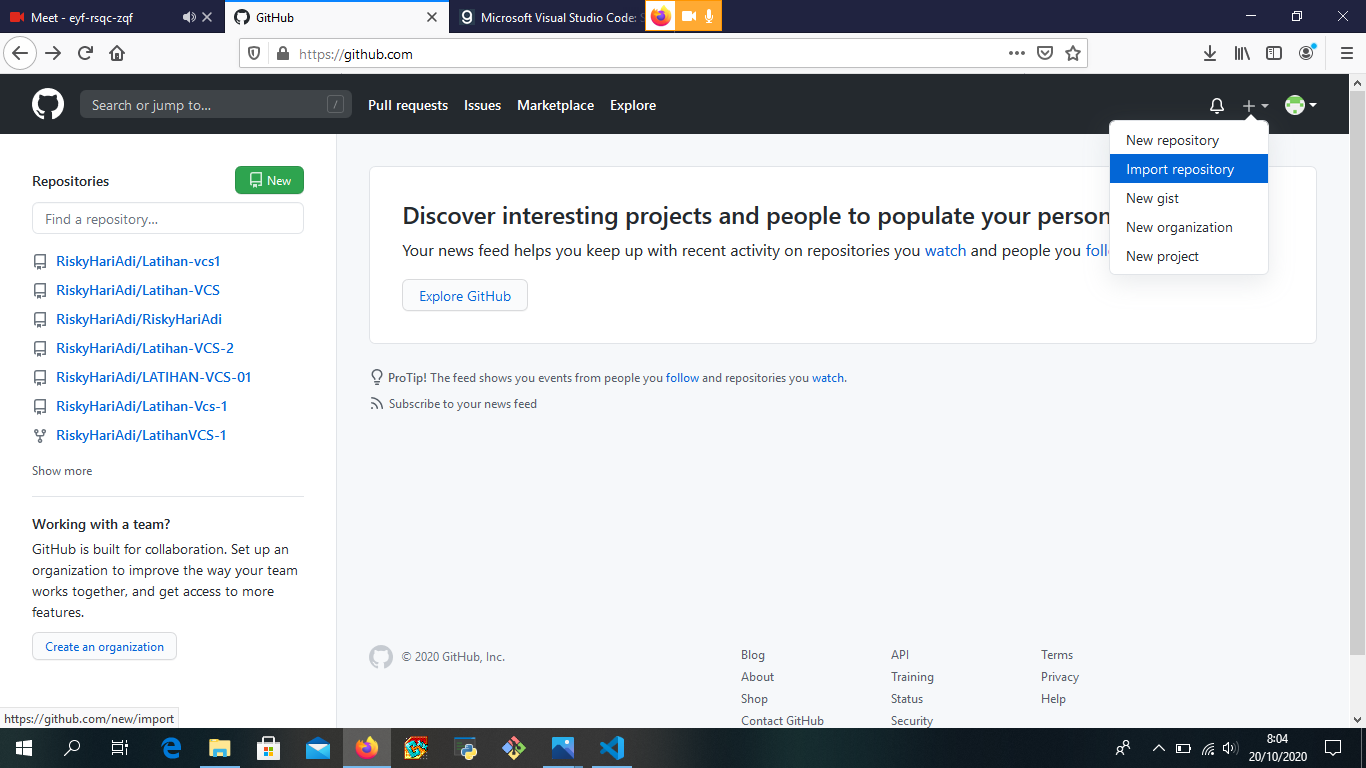 Meet - eyf-rsqc-zqf
GitHub
Microsoft Visual Studio Code:
https://github.com
Search or jump to...
/
Pull requests
Issues
Marketplace
Explore
New repository
Import repository
New gist
New organization
New project
Repositories
New
Find a repository...
RiskyHariAdi/Latihan-vcs1
RiskyHariAdi/Latihan-VCS
RiskyHariAdi/RiskyHariAdi
RiskyHariAdi/Latihan-VCS-2
RiskyHariAdi/LATIHAN-VCS-01
RiskyHariAdi/Latihan-Vcs-1
RiskyHariAdi/LatihanVCS-1
Show more
Working with a team?
GitHub is built for collaboration. Set up an
organization to improve the way your team
works together, and get access to more
features.
Create an organization
Discover interesting projects and people to populate your person
Your news feed helps you keep up with recent activity on repositories you watch and people you foll
Explore GitHub
ProTip! The feed shows you events from people you follow and repositories you watch.
Subscribe to your news feed
© 2020 GitHub, Inc.
Blog
About
Shop
Contact GitHub
API
Training
Status
Security
Terms
Privacy
Help
https://github.com/new/import
8:04
20/10/2020